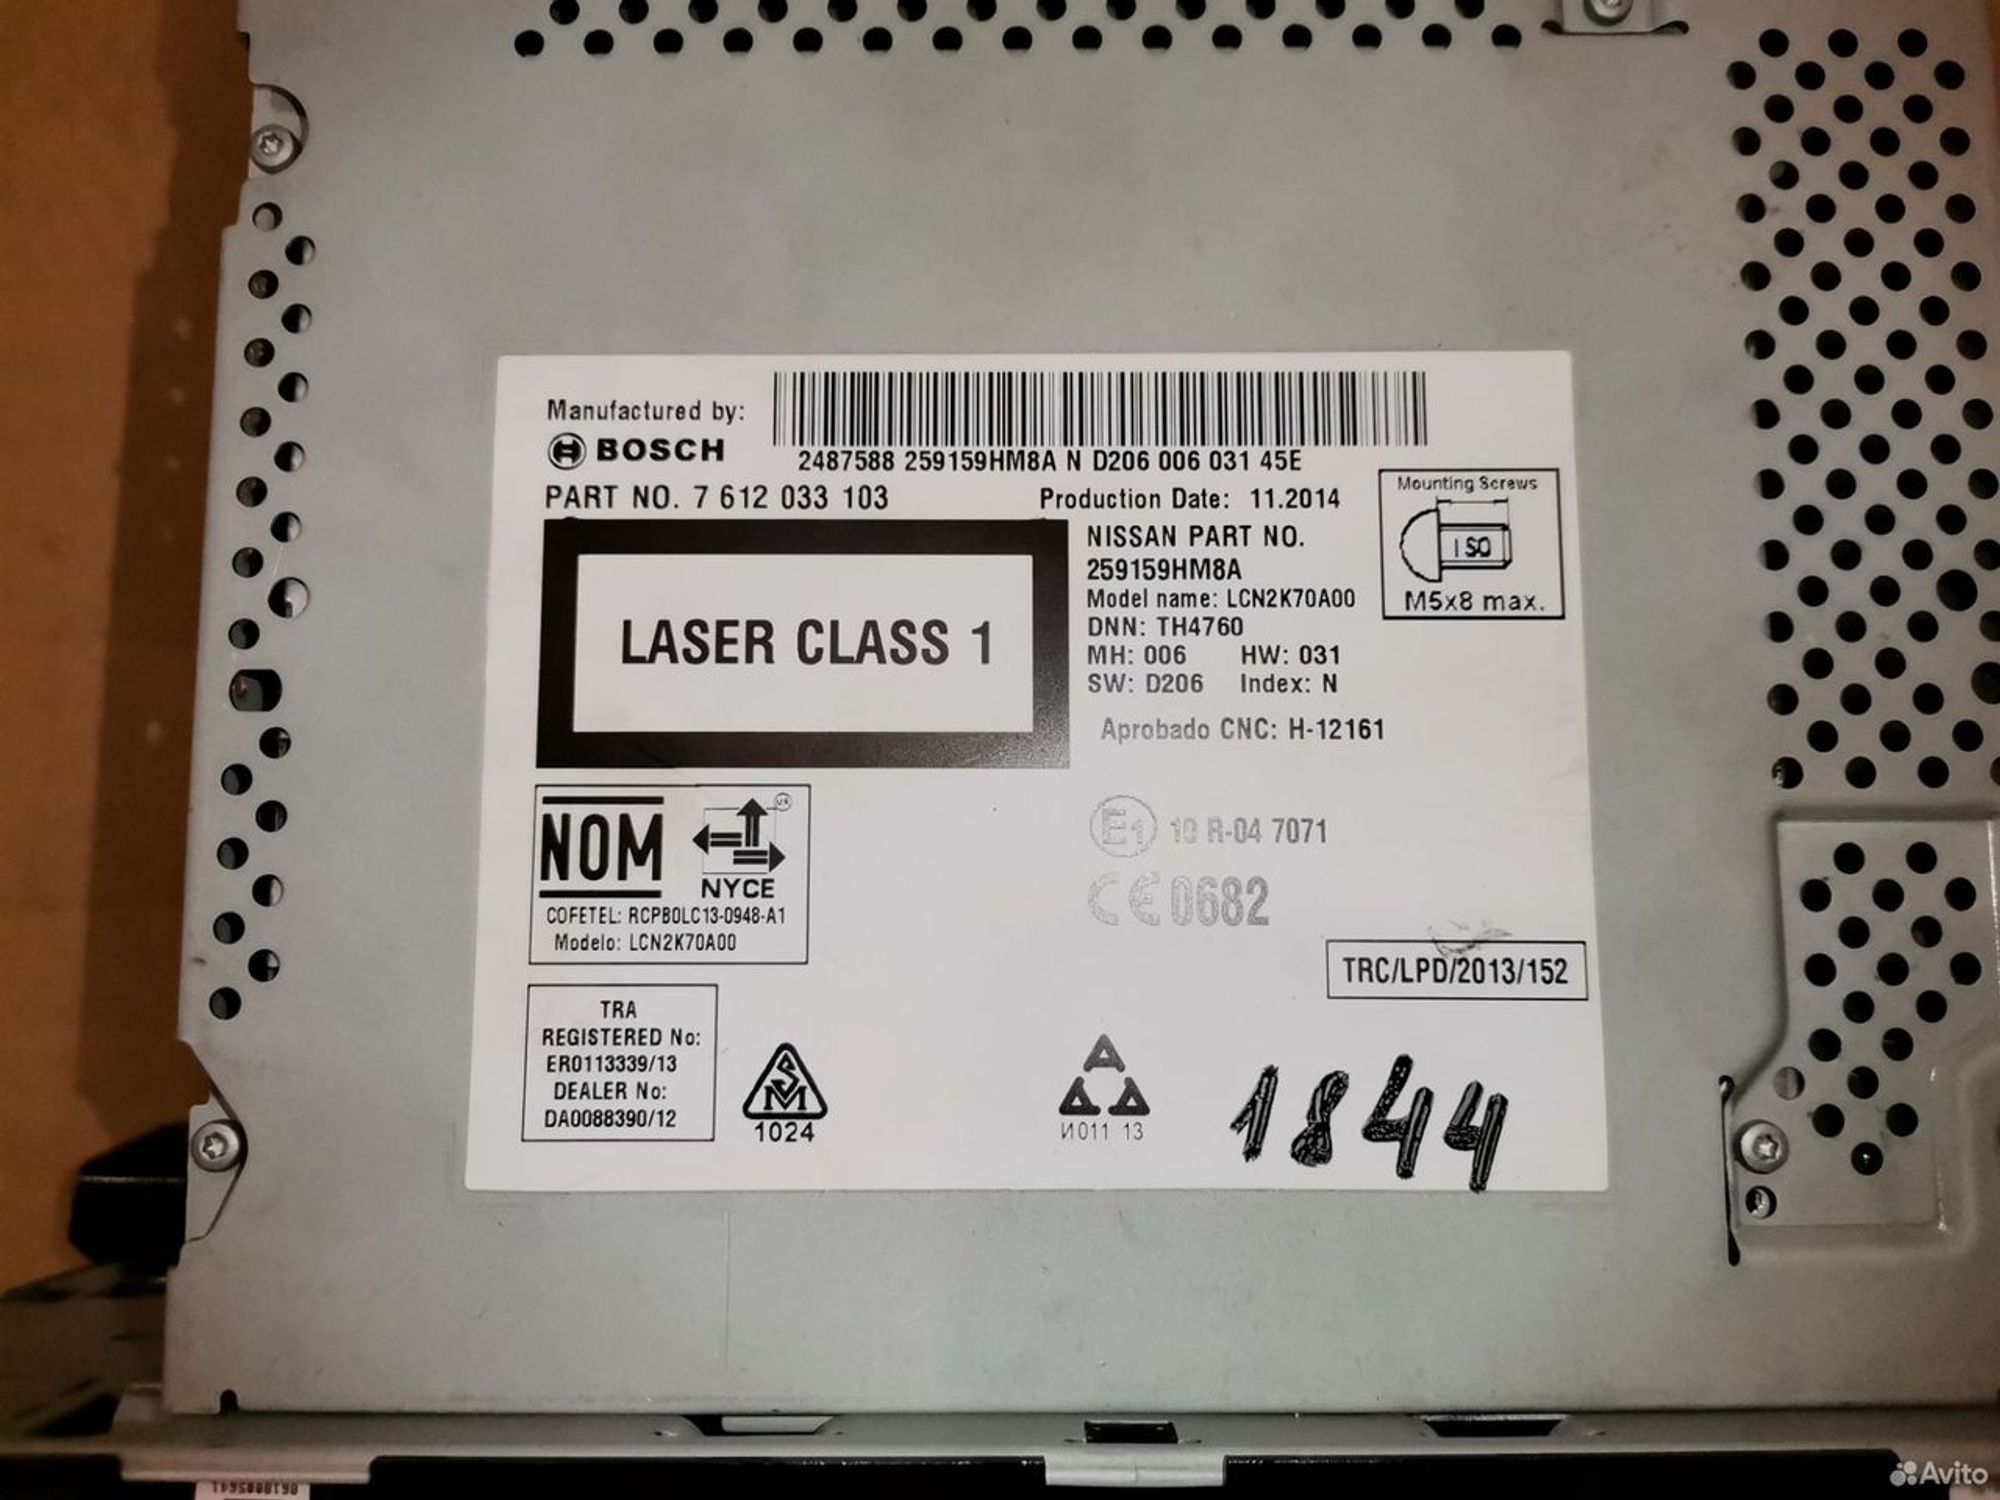 Manufactured by:
BOSCH
2487588 259159HM8A N D206 006 031 45E
PART NO. 7 612 033 103
Production Date: 11.2014
Mounting Screws
ISO
M5x8 max.
LASER CLASS 1
NISSAN PART NO.
259159HM8A
Model name: LCN2K70A00
DNN: TH4760
MH: 006 HW: 031
SW: D206 Index: N
Aprobado CNC: H-12161
NOM
NYCE
COFETEL: RCPBOLC13-0948-A1
Modelo: LCN2K70A00
E1 10 R-04 7071
CE 0682
TRC/LPD/2013/152
TRA
REGISTERED No:
ER0113339/13
DEALER No:
DA0088390/12
SM
1024
И011 13
1844
Avito